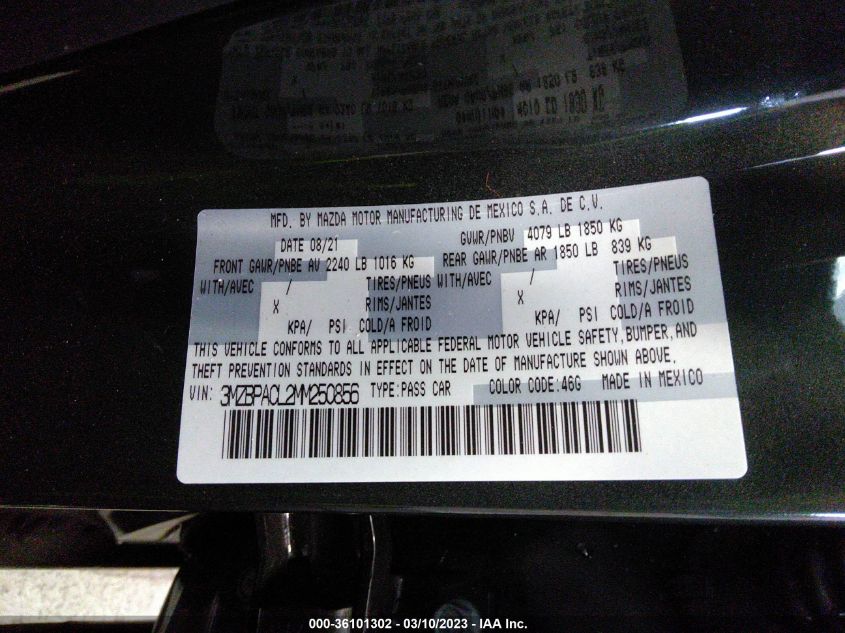 MFD. BY MAZDA MOTOR MANUFACTURING DE MEXICO S.A. DE C.V.
DATE 08/21 GVWR/PNBV 4079 LB 1850 KG
FRONT GAWR/PNBE AV 2240 LB 1016 KG REAR GAWR/PNBE AR 1850 LB 839 KG
WITH/AVEC / TIRES/PNEUS WITH/AVEC / TIRES/PNEUS
X RIMS/JANTES X RIMS/JANTES
KPA/ PSI COLD/A FROID KPA/ PSI COLD/A FROID
THIS VEHICLE CONFORMS TO ALL APPLICABLE FEDERAL MOTOR VEHICLE SAFETY, BUMPER, AND
THEFT PREVENTION STANDARDS IN EFFECT ON THE DATE OF MANUFACTURE SHOWN ABOVE.
VIN: 3MZBPACL2MM250856 TYPE:PASS CAR COLOR CODE:46G MADE IN MEXICO
000-36101302 — 03/10/2023 — IAA Inc.